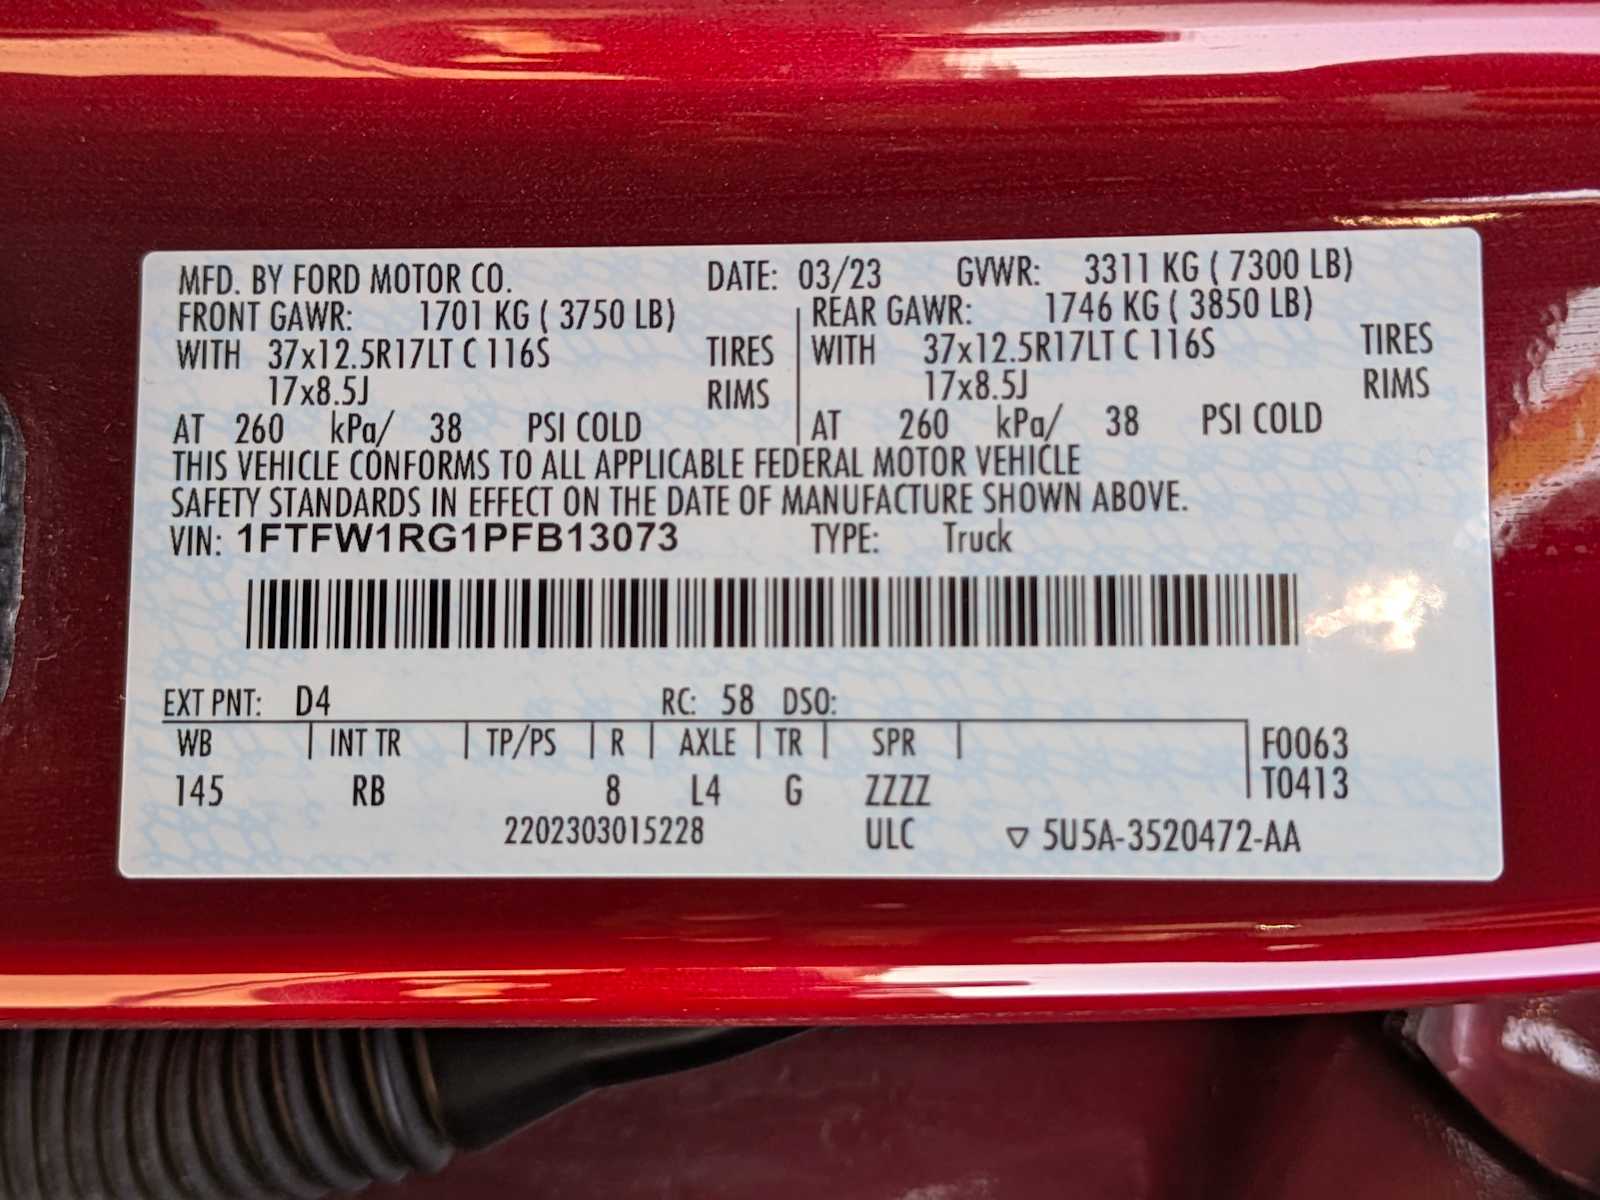 MFD. BY FORD MOTOR CO. DATE: 03/23 GVWR: 3311 KG ( 7300 LB)
FRONT GAWR: 1701 KG ( 3750 LB) REAR GAWR: 1746 KG ( 3850 LB)
WITH 37x12.5R17LT C 116S TIRES WITH 37x12.5R17LT C 116S TIRES
17x8.5J RIMS 17x8.5J RIMS
AT 260 kPa/ 38 PSI COLD AT 260 kPa/ 38 PSI COLD
THIS VEHICLE CONFORMS TO ALL APPLICABLE FEDERAL MOTOR VEHICLE
SAFETY STANDARDS IN EFFECT ON THE DATE OF MANUFACTURE SHOWN ABOVE.
VIN: 1FTFW1RG1PFB13073 TYPE: Truck
EXT PNT: D4 RC: 58 DSO:
WB INT TR TP/PS R AXLE TR SPR F0063
145 RB 8 L4 G ZZZZ T0413
2202303015228 ULC ▽ 5U5A-3520472-AA